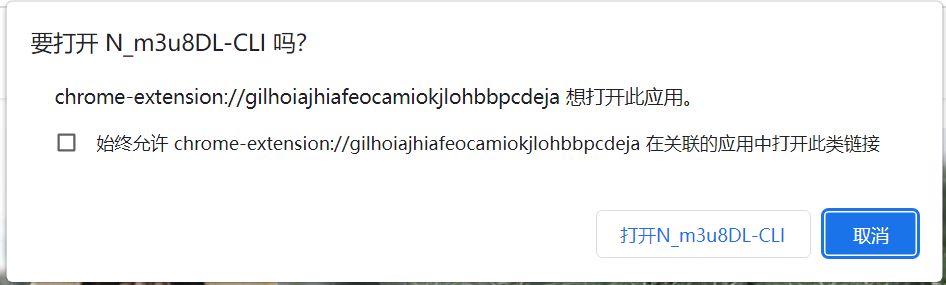 要打开 N_m3u8DL-CLI 吗?
chrome-extension://gilhoiajhiafeocamiokjlohbbpcdeja 想打开此应用。
始终允许 chrome-extension://gilhoiajhiafeocamiokjlohbbpcdeja 在关联的应用中打开此类链接
打开N_m3u8DL-CLI 取消